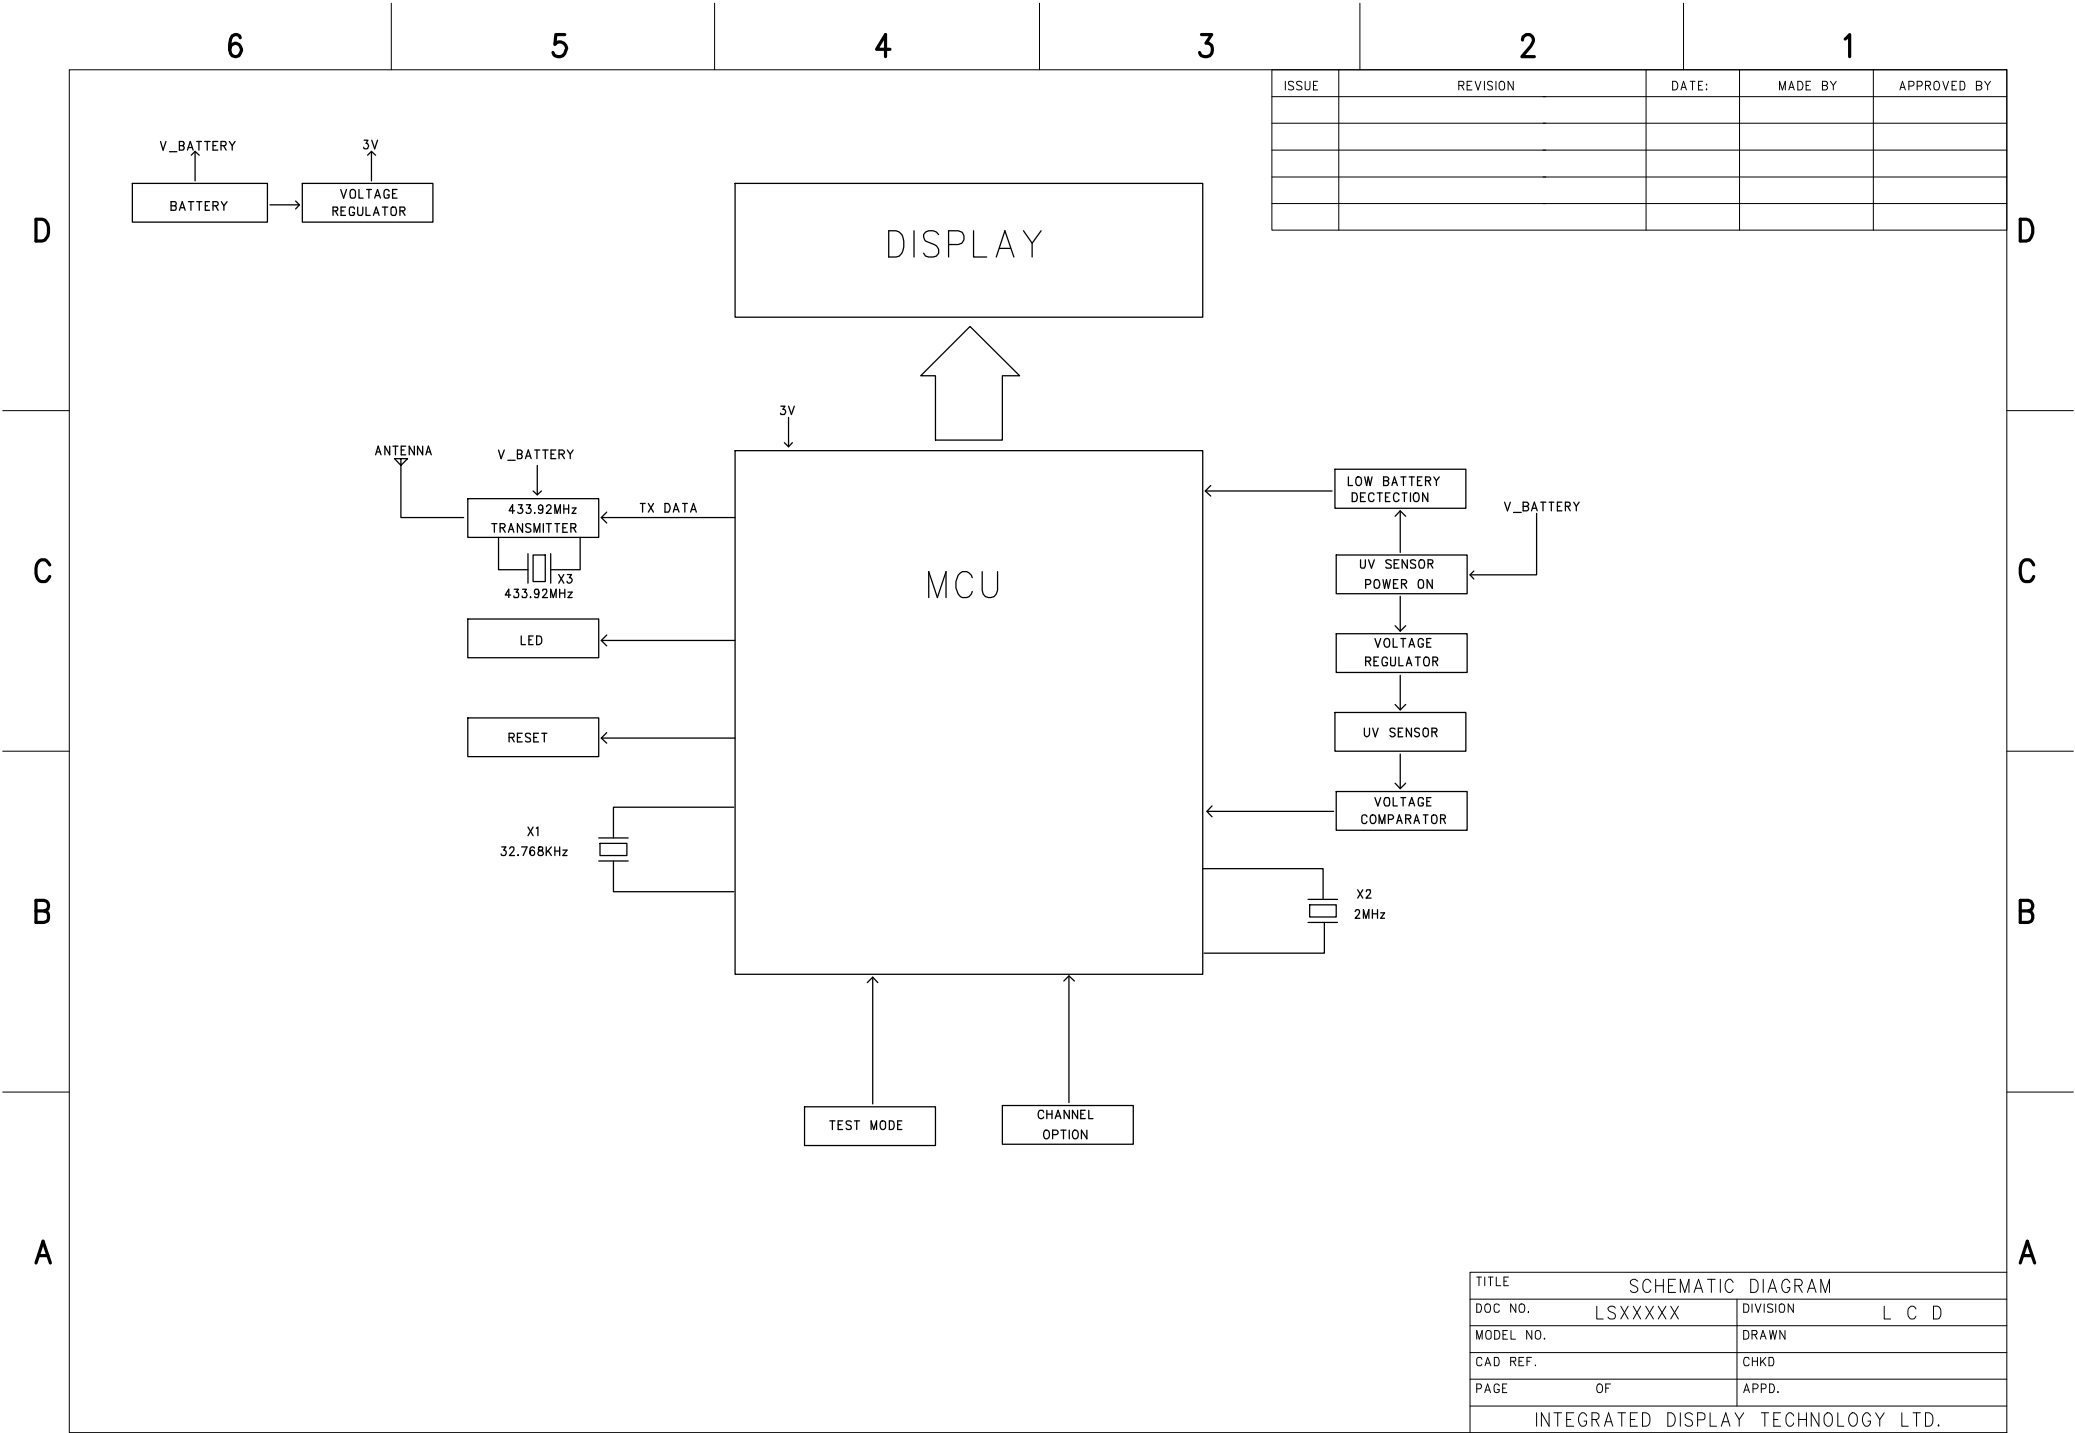 6 5 4 3 2 1
ISSUE REVISION DATE: MADE BY APPROVED BY
V_BATTERY 3V
BATTERY
VOLTAGE
REGULATOR
D D
DISPLAY
3V
ANTENNA
V_BATTERY
433.92MHz
TRANSMITTER
TX DATA
X3
433.92MHz
LOW BATTERY
DECTECTION
V_BATTERY
UV SENSOR
POWER ON
C C
MCU
LED
VOLTAGE
REGULATOR
RESET
UV SENSOR
VOLTAGE
COMPARATOR
X1
32.768KHz
X2
2MHz
B B
TEST MODE
CHANNEL
OPTION
A A
TITLE SCHEMATIC DIAGRAM
DOC NO. LSXXXXX DIVISION L C D
MODEL NO. DRAWN
CAD REF. CHKD
PAGE OF APPD.
INTEGRATED DISPLAY TECHNOLOGY LTD.